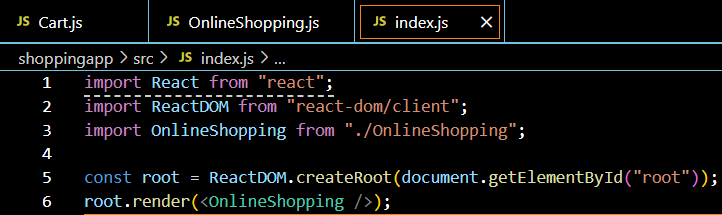 JS Cart.js JS OnlineShopping.js JS index.js ×
shoppingapp > src > JS index.js > ...
1 import React from "react";
2 import ReactDOM from "react-dom/client";
3 import OnlineShopping from "./OnlineShopping";
4
5 const root = ReactDOM.createRoot(document.getElementById("root"));
6 root.render(<OnlineShopping />);